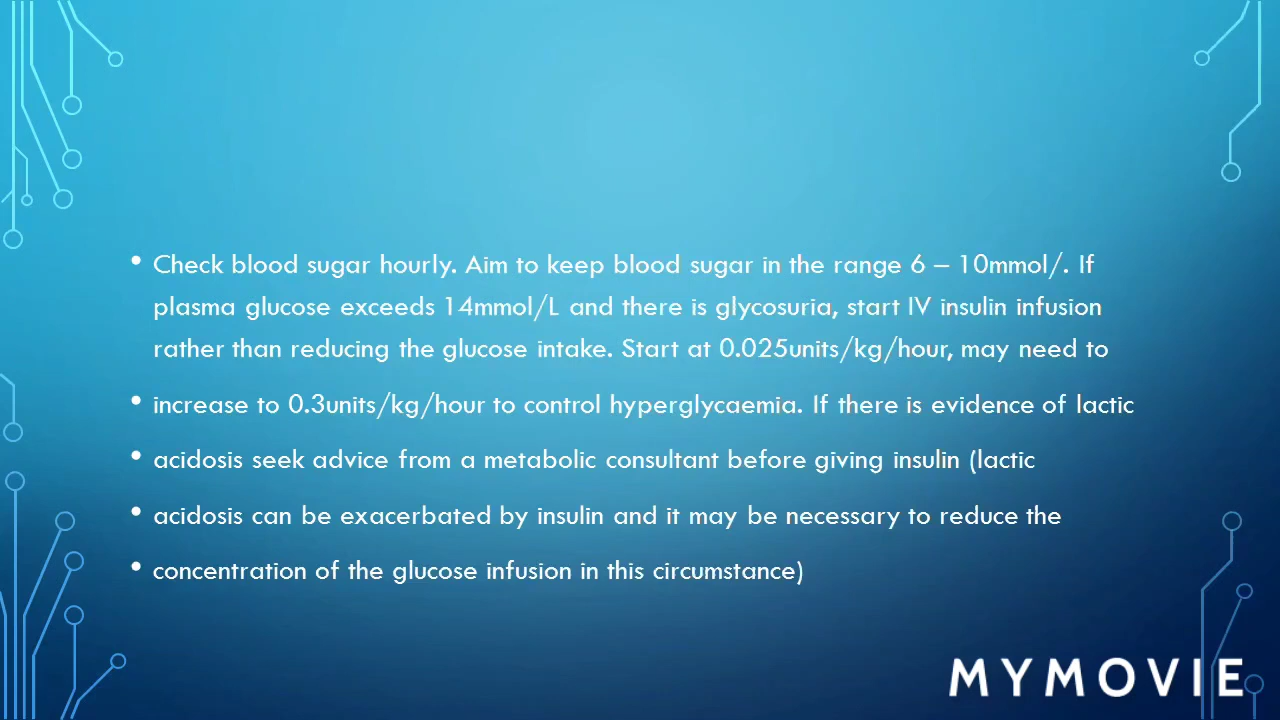 • Check blood sugar hourly. Aim to keep blood sugar in the range 6 – 10mmol/. If
plasma glucose exceeds 14mmol/L and there is glycosuria, start IV insulin infusion
rather than reducing the glucose intake. Start at 0.025units/kg/hour, may need to
• increase to 0.3units/kg/hour to control hyperglycaemia. If there is evidence of lactic
• acidosis seek advice from a metabolic consultant before giving insulin (lactic
• acidosis can be exacerbated by insulin and it may be necessary to reduce the
• concentration of the glucose infusion in this circumstance)
MYMOVIE